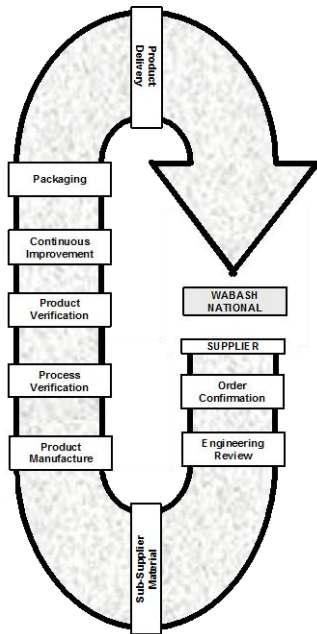 Product
Delivery
Packaging
Continuous
Improvement
Product
Verification
Process
Verification
Product
Manufacture
Sub-Supplier
Material
WABASH
NATIONAL
SUPPLIER
Order
Confirmation
Engineering
Review